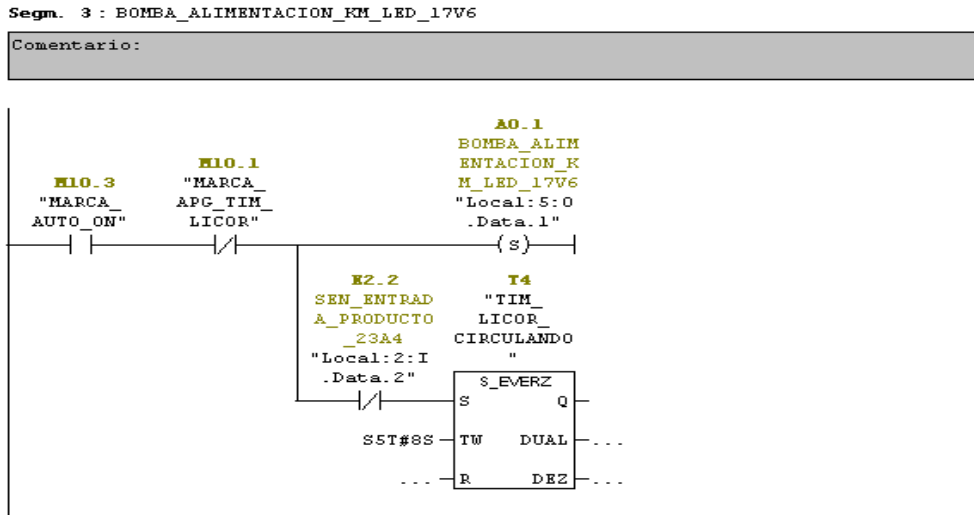 Segm. 3 : BOMBA_ALIMENTACION_KM_LED_17V6
Comentario:
A0.1
BOMBA_ALIM
ENTACION_K
M_LED_17V6
"Local:5:O
.Data.1"
M10.3
"MARCA_
AUTO_ON"
M10.1
"MARCA_
APG_TIM_
LICOR"
S
E2.2
SEN_ENTRAD
A_PRODUCTO
_23A4
"Local:2:I
.Data.2"
T4
"TIM_
LICOR_
CIRCULANDO
"
S_EVERZ
S Q
S5T#8S TW DUAL ...
... R DEZ ...